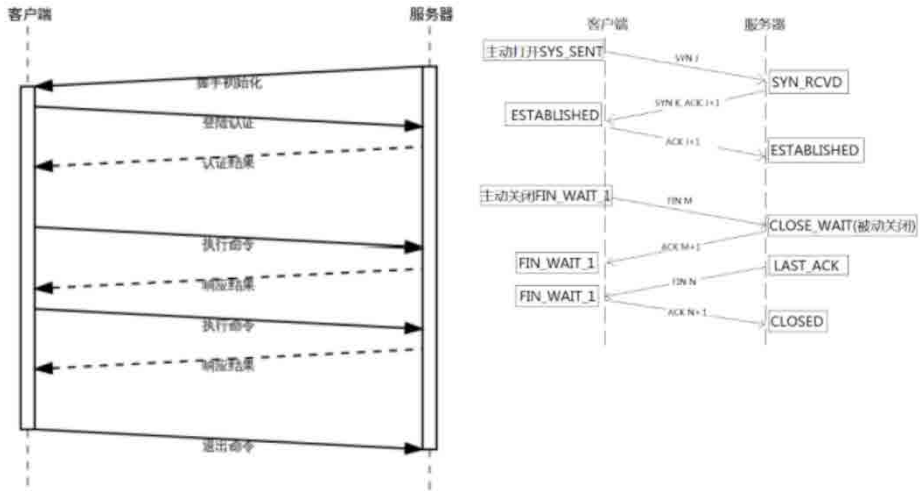 客户端
服务器
握手初始化
登陆认证
认证结果
执行命令
响应结果
执行命令
响应结果
退出命令
客户端
服务器
主动打开SYS_SENT
SYN J
SYN_RCVD
SYN K, ACK J+1
ESTABLISHED
ACK J+1
ESTABLISHED
主动关闭FIN_WAIT_1
FIN M
CLOSE_WAIT(被动关闭)
ACK M+1
FIN_WAIT_1
LAST_ACK
FIN N
FIN_WAIT_1
ACK N+1
CLOSED